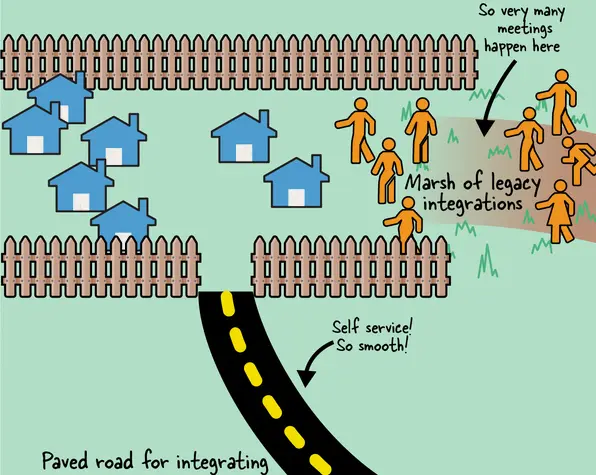 So very many
meetings
happen here
Marsh of legacy
integrations
Self service!
So smooth!
Paved road for integrating